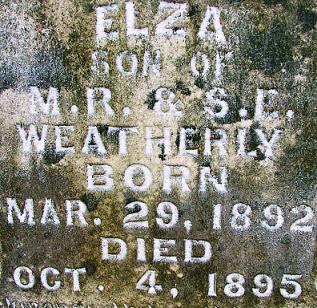 ELZA
SON OF
M.R. & S.E.
WEATHERLY
BORN
MAR. 29, 1892
DIED
OCT. 4, 1895